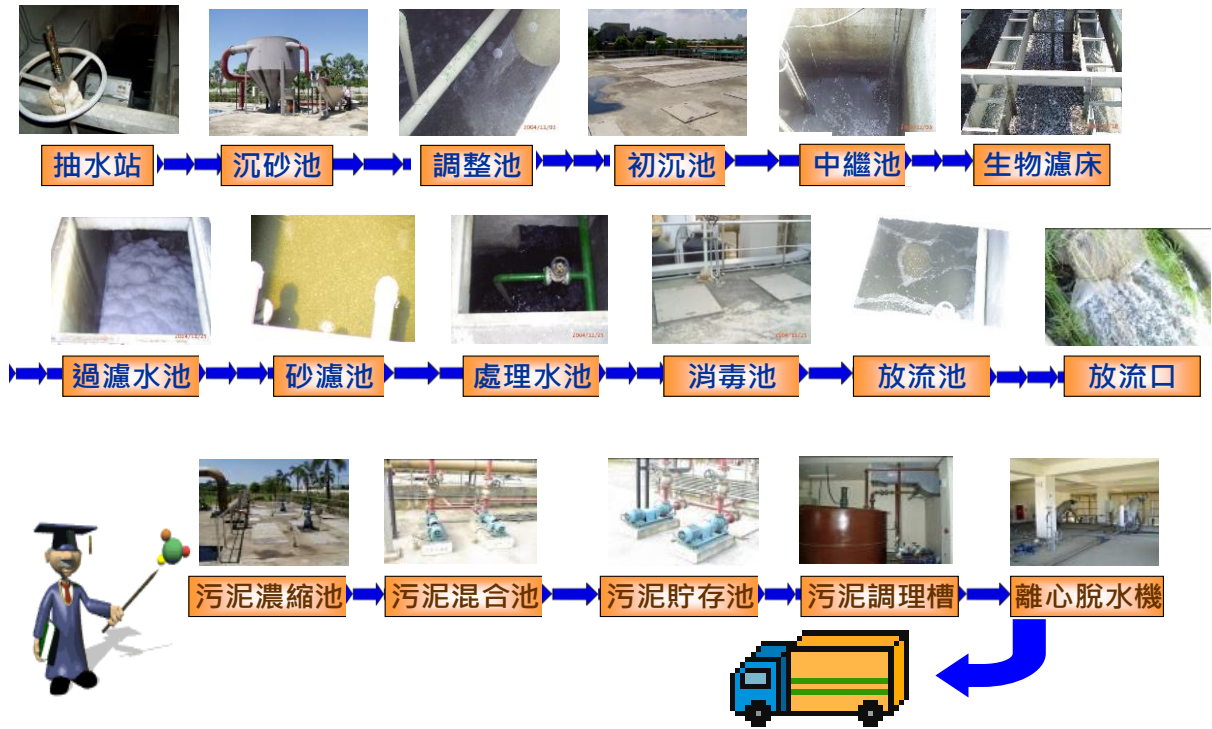 抽水站
沉砂池
調整池
初沉池
中繼池
生物濾床
過濾水池
砂濾池
處理水池
消毒池
放流池
放流口
污泥濃縮池
污泥混合池
污泥貯存池
污泥調理槽
離心脫水機